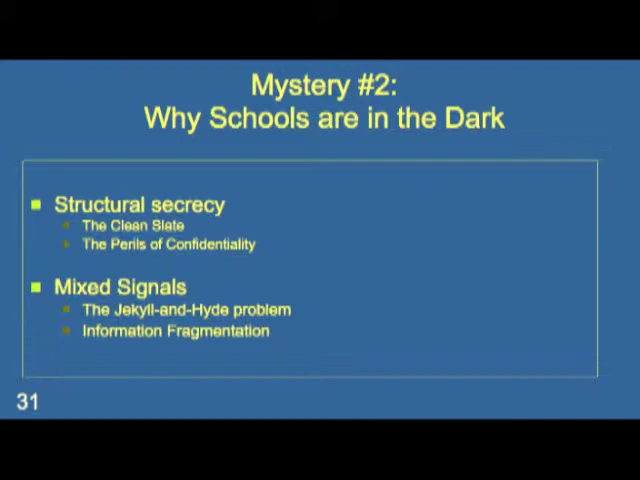 Mystery #2:
Why Schools are in the Dark
Structural secrecy
The Clean Slate
The Perils of Confidentiality
Mixed Signals
The Jekyll-and-Hyde problem
Information Fragmentation
31